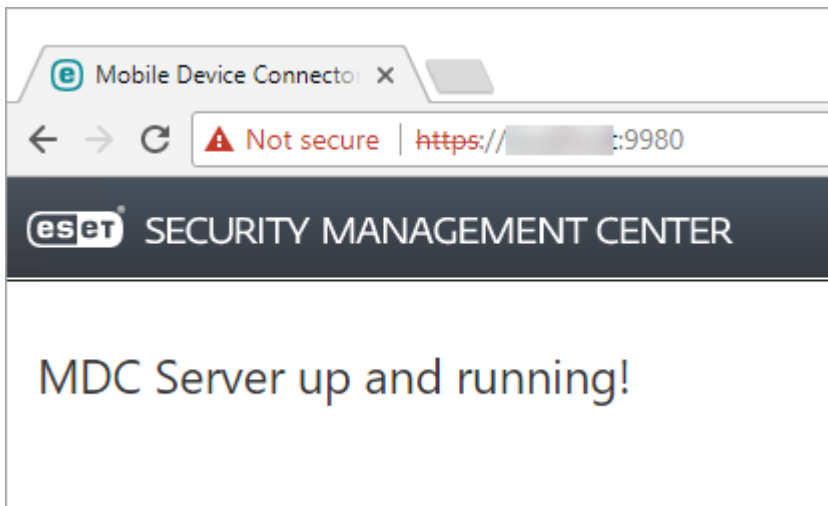 Mobile Device Connecto
Not secure | https:// :9980
eset SECURITY MANAGEMENT CENTER
MDC Server up and running!